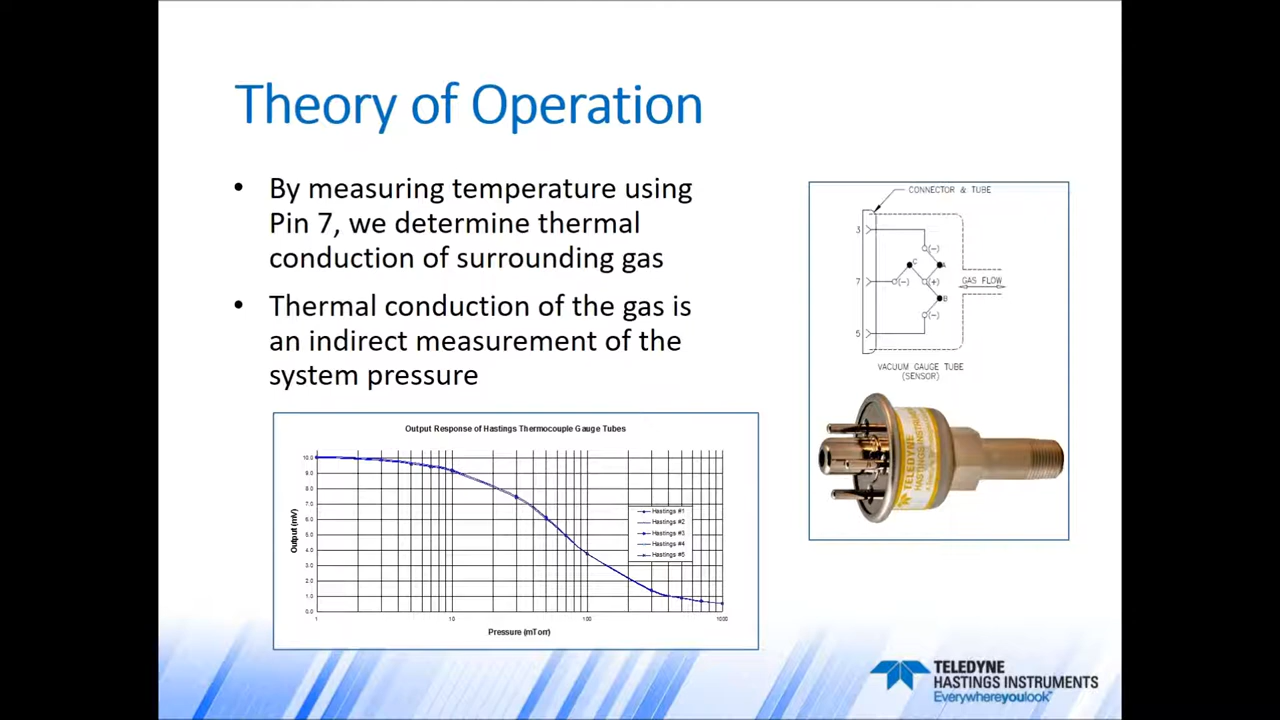 Theory of Operation
• By measuring temperature using
Pin 7, we determine thermal
conduction of surrounding gas
• Thermal conduction of the gas is
an indirect measurement of the
system pressure
CONNECTOR & TUBE
3
(-)
C
A
7
(-)
(+)
GAS FLOW
B
(-)
5
VACUUM GAUGE TUBE
(SENSOR)
TELEDYNE
HASTINGS INSTRUME
Output Response of Hastings Thermocouple Gauge Tubes
Output (mV)
10.0
9.0
8.0
7.0
6.0
5.0
4.0
3.0
2.0
1.0
0.0
1
10
100
1000
Pressure (mTorr)
Hastings #1
Hastings #2
Hastings #3
Hastings #4
Hastings #5
TELEDYNE
HASTINGS INSTRUMENTS
Everywhereyoulook™